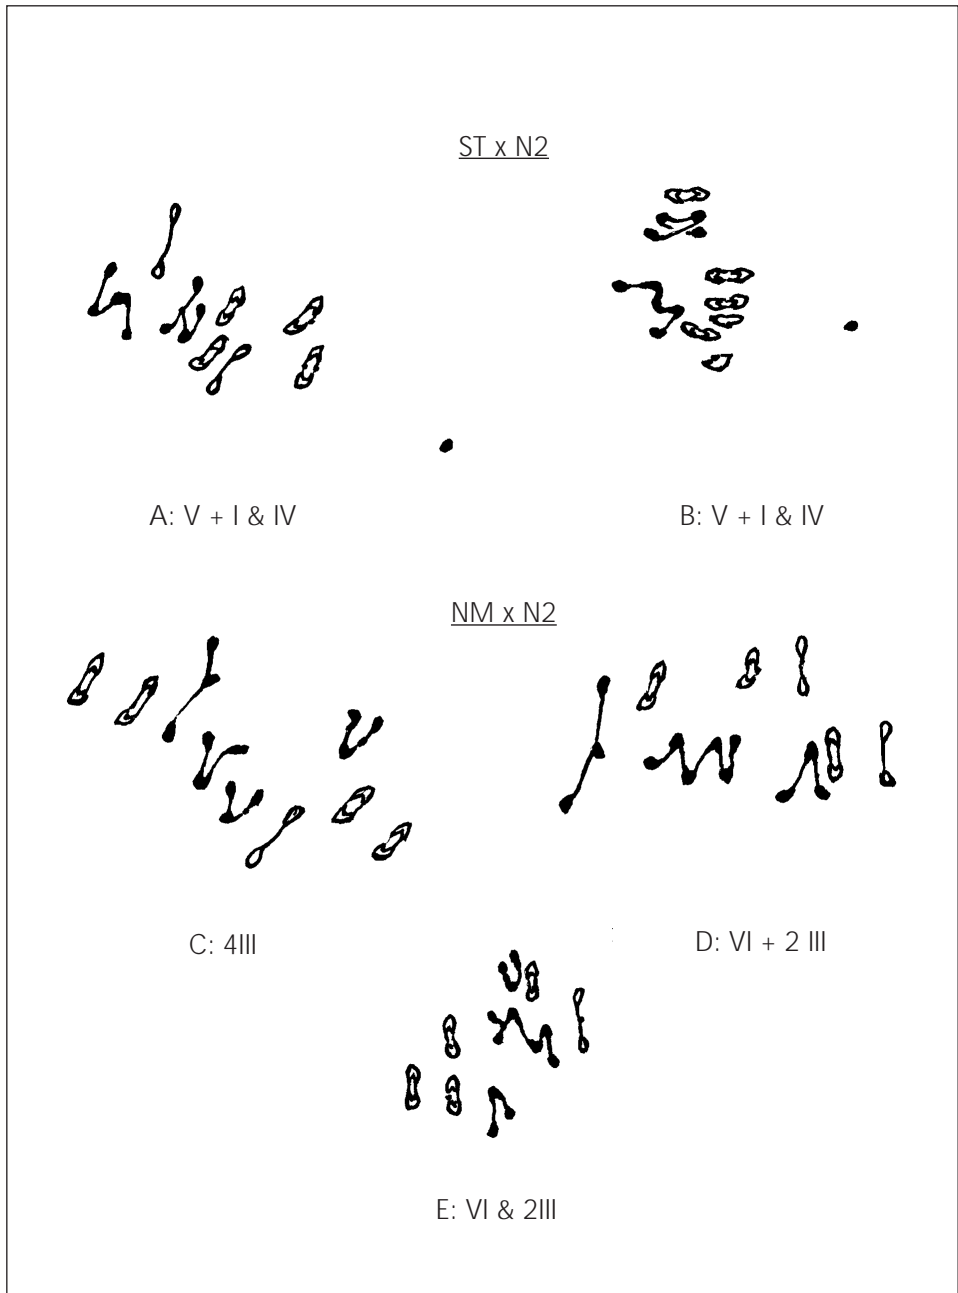 ST x N2
A: V + I & IV
B: V + I & IV
NM x N2
C: 4III
D: VI + 2 III
E: VI & 2III